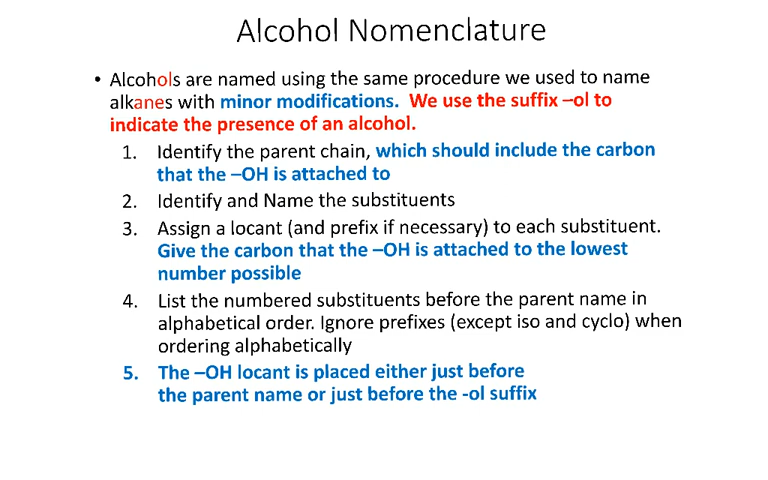 Alcohol Nomenclature
• Alcohols are named using the same procedure we used to name
alkanes with minor modifications. We use the suffix –ol to
indicate the presence of an alcohol.
1. Identify the parent chain, which should include the carbon
that the –OH is attached to
2. Identify and Name the substituents
3. Assign a locant (and prefix if necessary) to each substituent.
Give the carbon that the –OH is attached to the lowest
number possible
4. List the numbered substituents before the parent name in
alphabetical order. Ignore prefixes (except iso and cyclo) when
ordering alphabetically
5. The –OH locant is placed either just before
the parent name or just before the -ol suffix